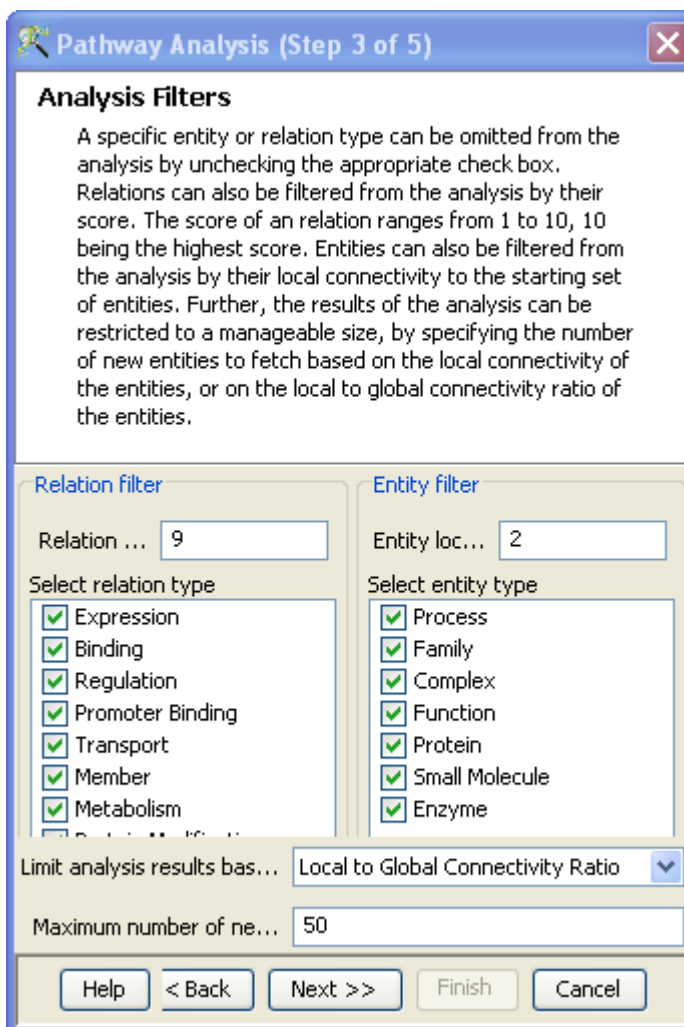 Pathway Analysis (Step 3 of 5)
Analysis Filters
A specific entity or relation type can be omitted from the
analysis by unchecking the appropriate check box.
Relations can also be filtered from the analysis by their
score. The score of an relation ranges from 1 to 10, 10
being the highest score. Entities can also be filtered from
the analysis by their local connectivity to the starting set
of entities. Further, the results of the analysis can be
restricted to a manageable size, by specifying the number
of new entities to fetch based on the local connectivity of
the entities, or on the local to global connectivity ratio of
the entities.
Relation filter
Relation ... 9
Select relation type
Expression
Binding
Regulation
Promoter Binding
Transport
Member
Metabolism
Entity filter
Entity loc... 2
Select entity type
Process
Family
Complex
Function
Protein
Small Molecule
Enzyme
Limit analysis results bas... Local to Global Connectivity Ratio
Maximum number of ne... 50
Help < Back Next >> Finish Cancel